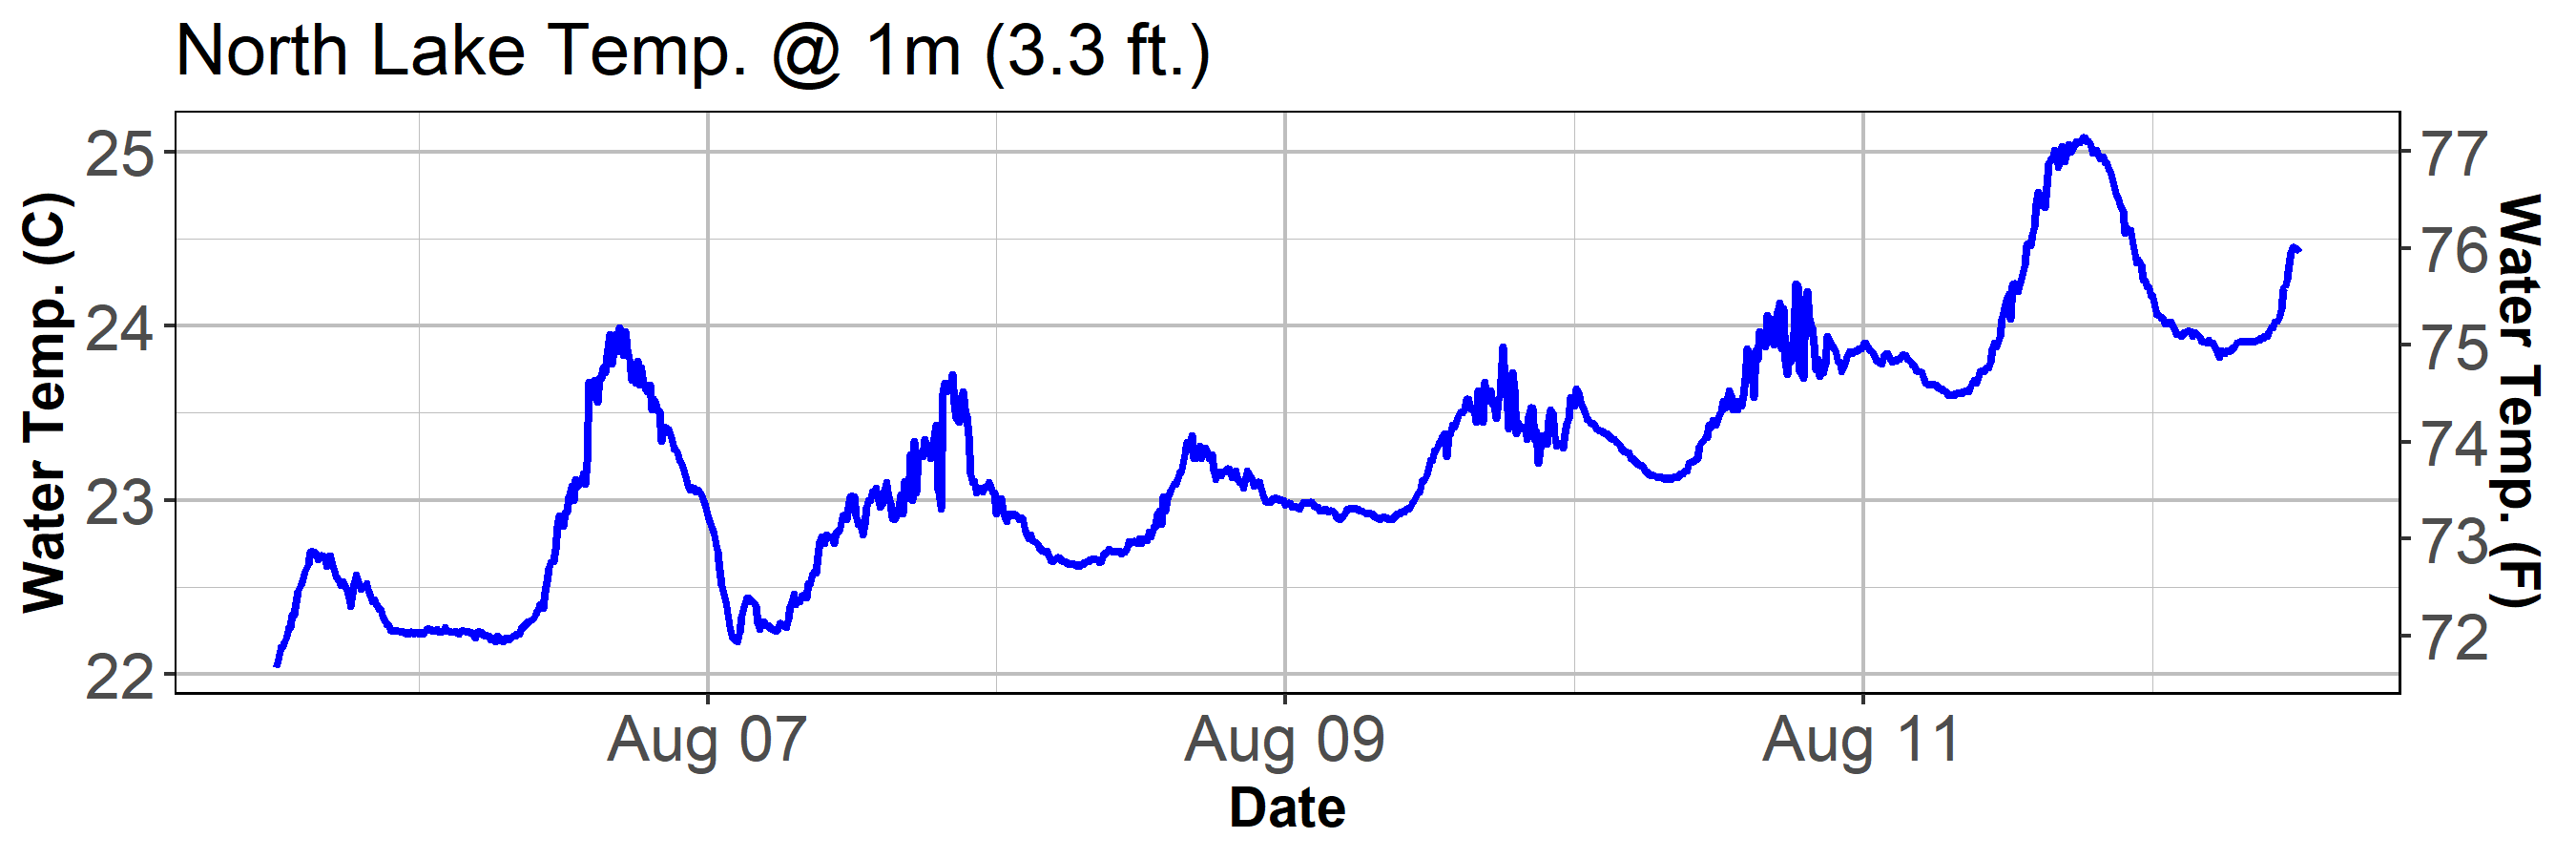 North Lake Temp. @ 1m (3.3 ft.)
Water Temp. (C)
25
24
23
22
77
76
75
74
73
72
Water Temp. (F)
Aug 07 Aug 09 Aug 11
Date